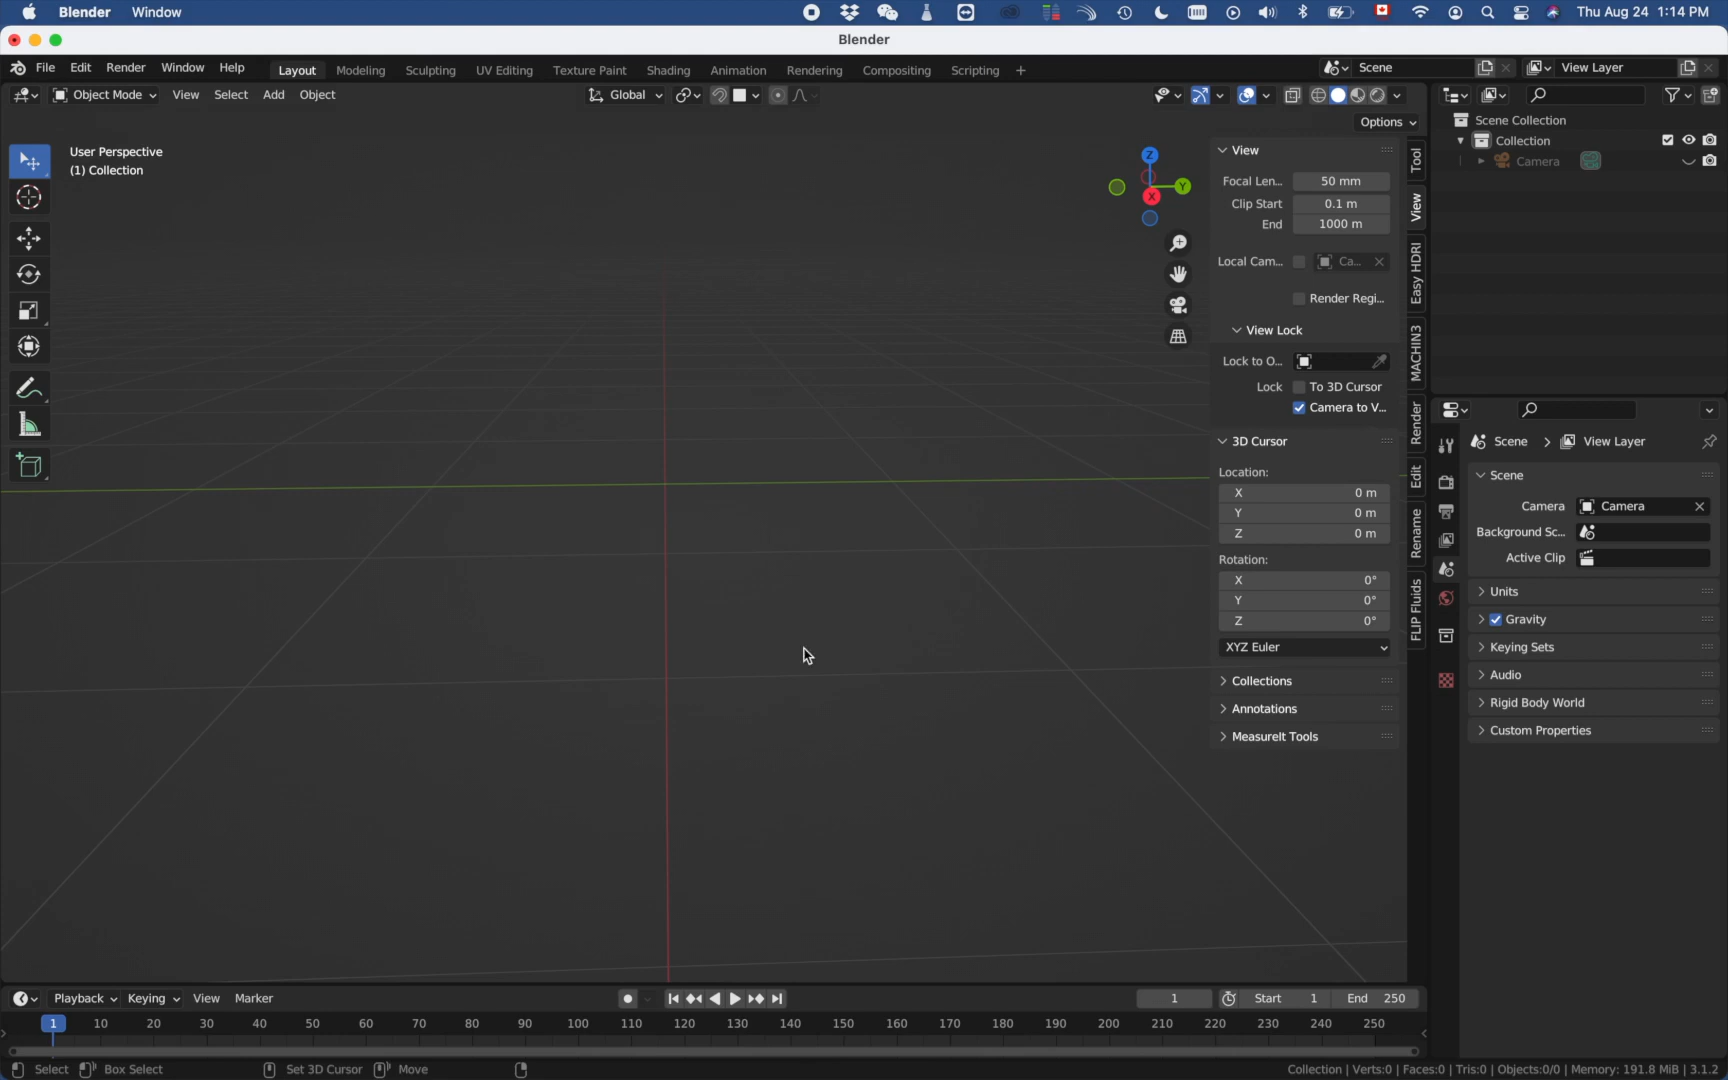 Blender Window Thu Aug 24 1:14 PM
Blender
File Edit Render Window Help Layout Modeling Sculpting UV Editing Texture Paint Shading Animation Rendering Compositing Scripting + Scene View Layer
Object Mode View Select Add Object Global
Options
User Perspective
(1) Collection
Z
Y
X
View
Focal Len... 50 mm
Clip Start 0.1 m
End 1000 m
Local Cam... Ca...
Render Regi...
View Lock
Lock to O...
Lock To 3D Cursor
Camera to V...
3D Cursor
Location:
X 0 m
Y 0 m
Z 0 m
Rotation:
X 0°
Y 0°
Z 0°
XYZ Euler
Collections
Annotations
MeasureIt Tools
Tool
View
Easy HDRI
MACHIN3
Render
Edit
Rename
FLIP Fluids
Scene Collection
Collection
Camera
Scene > View Layer
Scene
Camera Camera
Background Sc...
Active Clip
Units
Gravity
Keying Sets
Audio
Rigid Body World
Custom Properties
Playback Keying View Marker 1 Start 1 End 250
1 10 20 30 40 50 60 70 80 90 100 110 120 130 140 150 160 170 180 190 200 210 220 230 240 250
Select Box Select Set 3D Cursor Move Collection | Verts:0 | Faces:0 | Tris:0 | Objects:0/0 | Memory: 191.8 MiB | 3.1.2